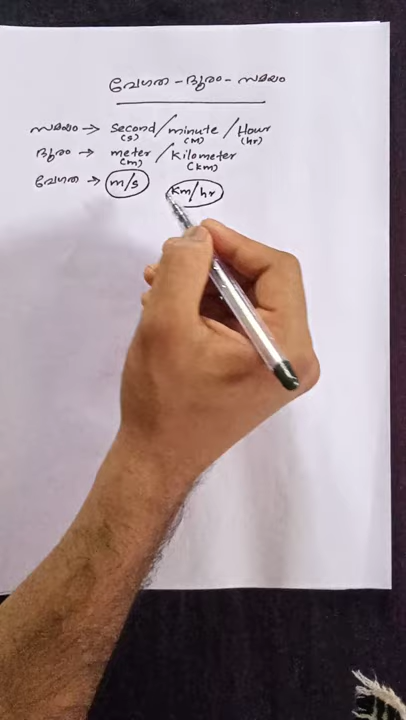 വേഗത - ദൂരം - സമയം
സമയം → second / minute / Hour
(s) (M) (hr)
ദൂരം → meter / Kilometer
(m) (km)
വേഗത → m/s km/hr